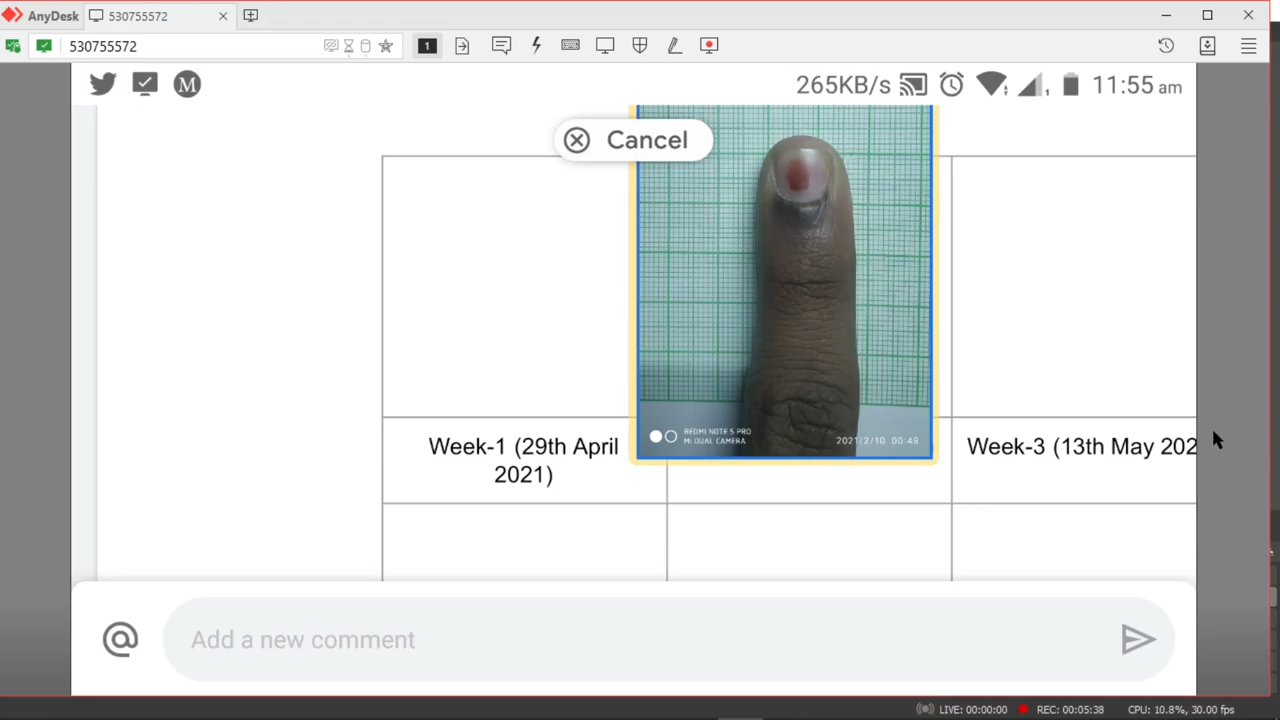 AnyDesk
530755572
530755572
1
M
265KB/s
11:55 am
Cancel
REDMI NOTE 5 PRO
MI DUAL CAMERA
2021/2/10 00:49
Week-1 (29th April
2021)
Week-3 (13th May 202
@ Add a new comment
LIVE: 00:00:00
REC: 00:05:38
CPU: 10.8%, 30.00 fps